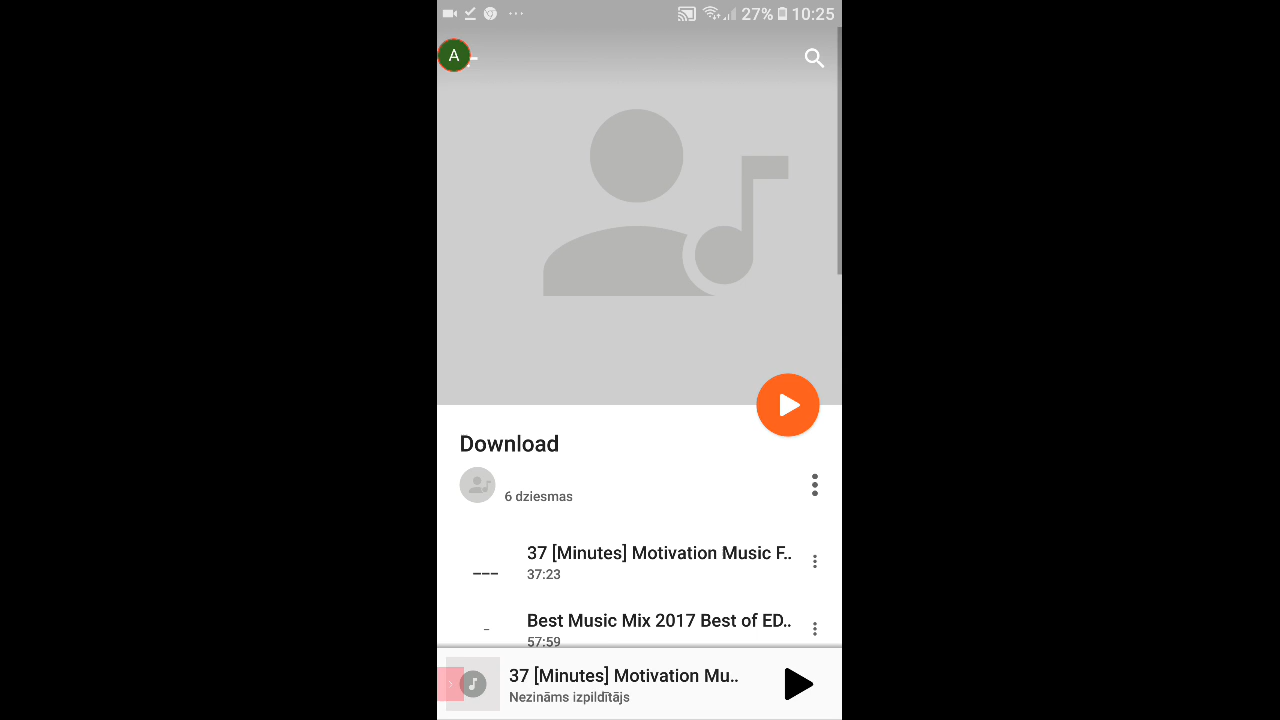 27% 10:25
A
Download
6 dziesmas
37 [Minutes] Motivation Music F..
37:23
Best Music Mix 2017 Best of ED..
57:59
37 [Minutes] Motivation Mu..
Nezināms izpildītājs